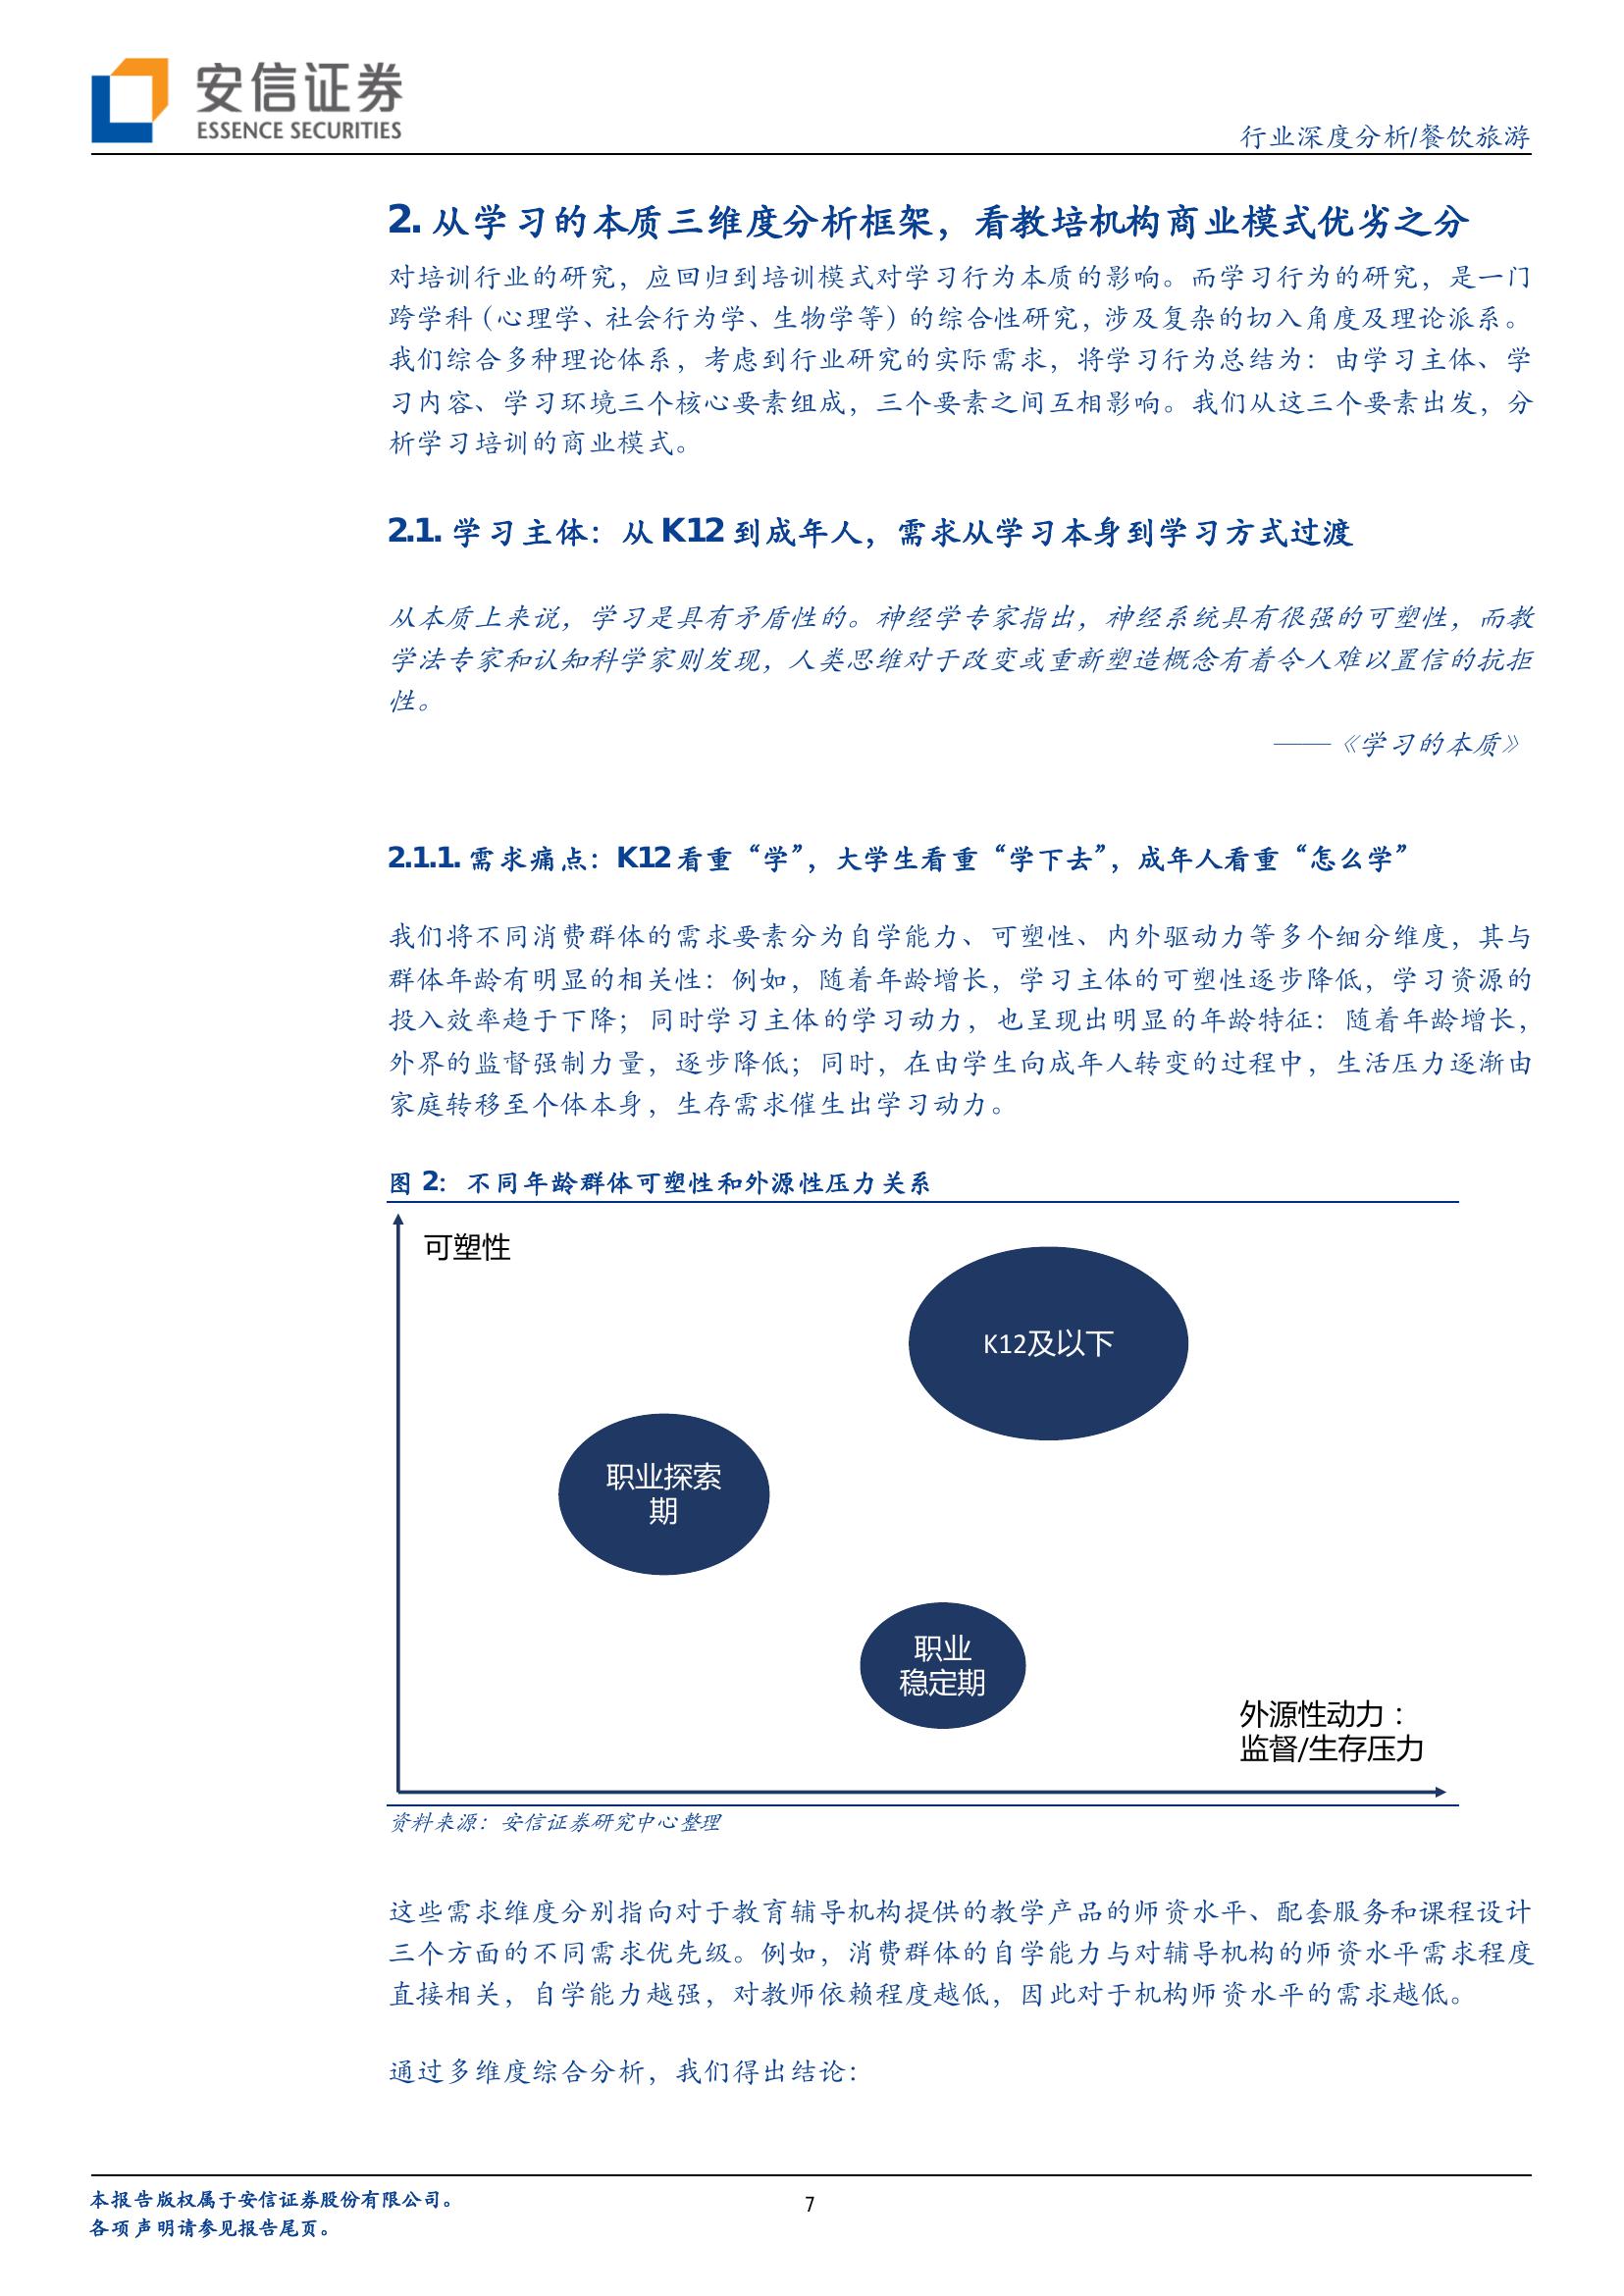 安信证券
ESSENCE SECURITIES
行业深度分析/餐饮旅游
2. 从学习的本质三维度分析框架，看教培机构商业模式优劣之分
对培训行业的研究，应回归到培训模式对学习行为本质的影响。而学习行为的研究，是一门
跨学科（心理学、社会行为学、生物学等）的综合性研究，涉及复杂的切入角度及理论派系。
我们综合多种理论体系，考虑到行业研究的实际需求，将学习行为总结为：由学习主体、学
习内容、学习环境三个核心要素组成，三个要素之间互相影响。我们从这三个要素出发，分
析学习培训的商业模式。
2.1. 学习主体：从 K12 到成年人，需求从学习本身到学习方式过渡
从本质上来说，学习是具有矛盾性的。神经学专家指出，神经系统具有很强的可塑性，而教
学法专家和认知科学家则发现，人类思维对于改变或重新塑造概念有着令人难以置信的抗拒
性。
——《学习的本质》
2.1.1. 需求痛点：K12 看重“学”，大学生看重“学下去”，成年人看重“怎么学”
我们将不同消费群体的需求要素分为自学能力、可塑性、内外驱动力等多个细分维度，其与
群体年龄有明显的相关性：例如，随着年龄增长，学习主体的可塑性逐步降低，学习资源的
投入效率趋于下降；同时学习主体的学习动力，也呈现出明显的年龄特征：随着年龄增长，
外界的监督强制力量，逐步降低；同时，在由学生向成年人转变的过程中，生活压力逐渐由
家庭转移至个体本身，生存需求催生出学习动力。
图 2：不同年龄群体可塑性和外源性压力关系
可塑性
K12及以下
职业探索
期
职业
稳定期
外源性动力：
监督/生存压力
资料来源：安信证券研究中心整理
这些需求维度分别指向对于教育辅导机构提供的教学产品的师资水平、配套服务和课程设计
三个方面的不同需求优先级。例如，消费群体的自学能力与对辅导机构的师资水平需求程度
直接相关，自学能力越强，对教师依赖程度越低，因此对于机构师资水平的需求越低。
通过多维度综合分析，我们得出结论：
本报告版权属于安信证券股份有限公司。
各项声明请参见报告尾页。
7